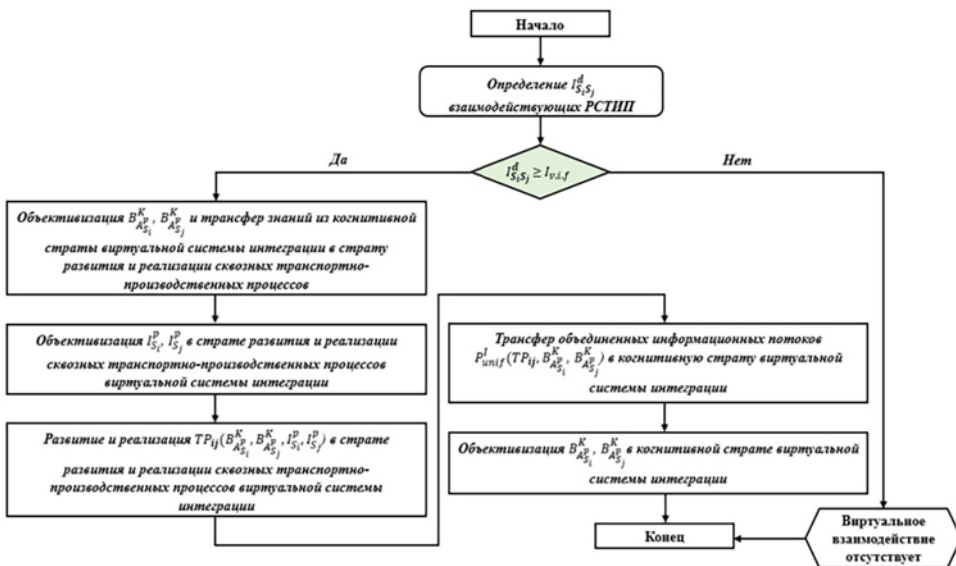 Начало
Определение I^d_{S_iS_j}
взаимодействующих РСТИП
Да
Нет
I^d_{S_iS_j} ≥ I_{v.i.f}
Объективизация B^K_{A^p_{S_i}}, B^K_{A^p_{S_j}} и трансфер знаний из когнитивной
страты виртуальной системы интеграции в страту
развития и реализации сквозных транспортно-
производственных процессов
Объективизация I^p_{S_i}, I^p_{S_j} в страте развития и реализации
сквозных транспортно-производственных процессов
виртуальной системы интеграции
Развитие и реализация TP_{ij}(B^K_{A^p_{S_i}}, B^K_{A^p_{S_j}}, I^p_{S_i}, I^p_{S_j}) в страте
развития и реализации сквозных транспортно-
производственных процессов виртуальной системы
интеграции
Трансфер объединенных информационных потоков
P^I_{unif}(TP_{ij}, B^K_{A^p_{S_i}}, B^K_{A^p_{S_j}}) в когнитивную страту виртуальной
системы интеграции
Объективизация B^K_{A^p_{S_i}}, B^K_{A^p_{S_j}} в когнитивной страте виртуальной
системы интеграции
Конец
Виртуальное
взаимодействие
отсутствует